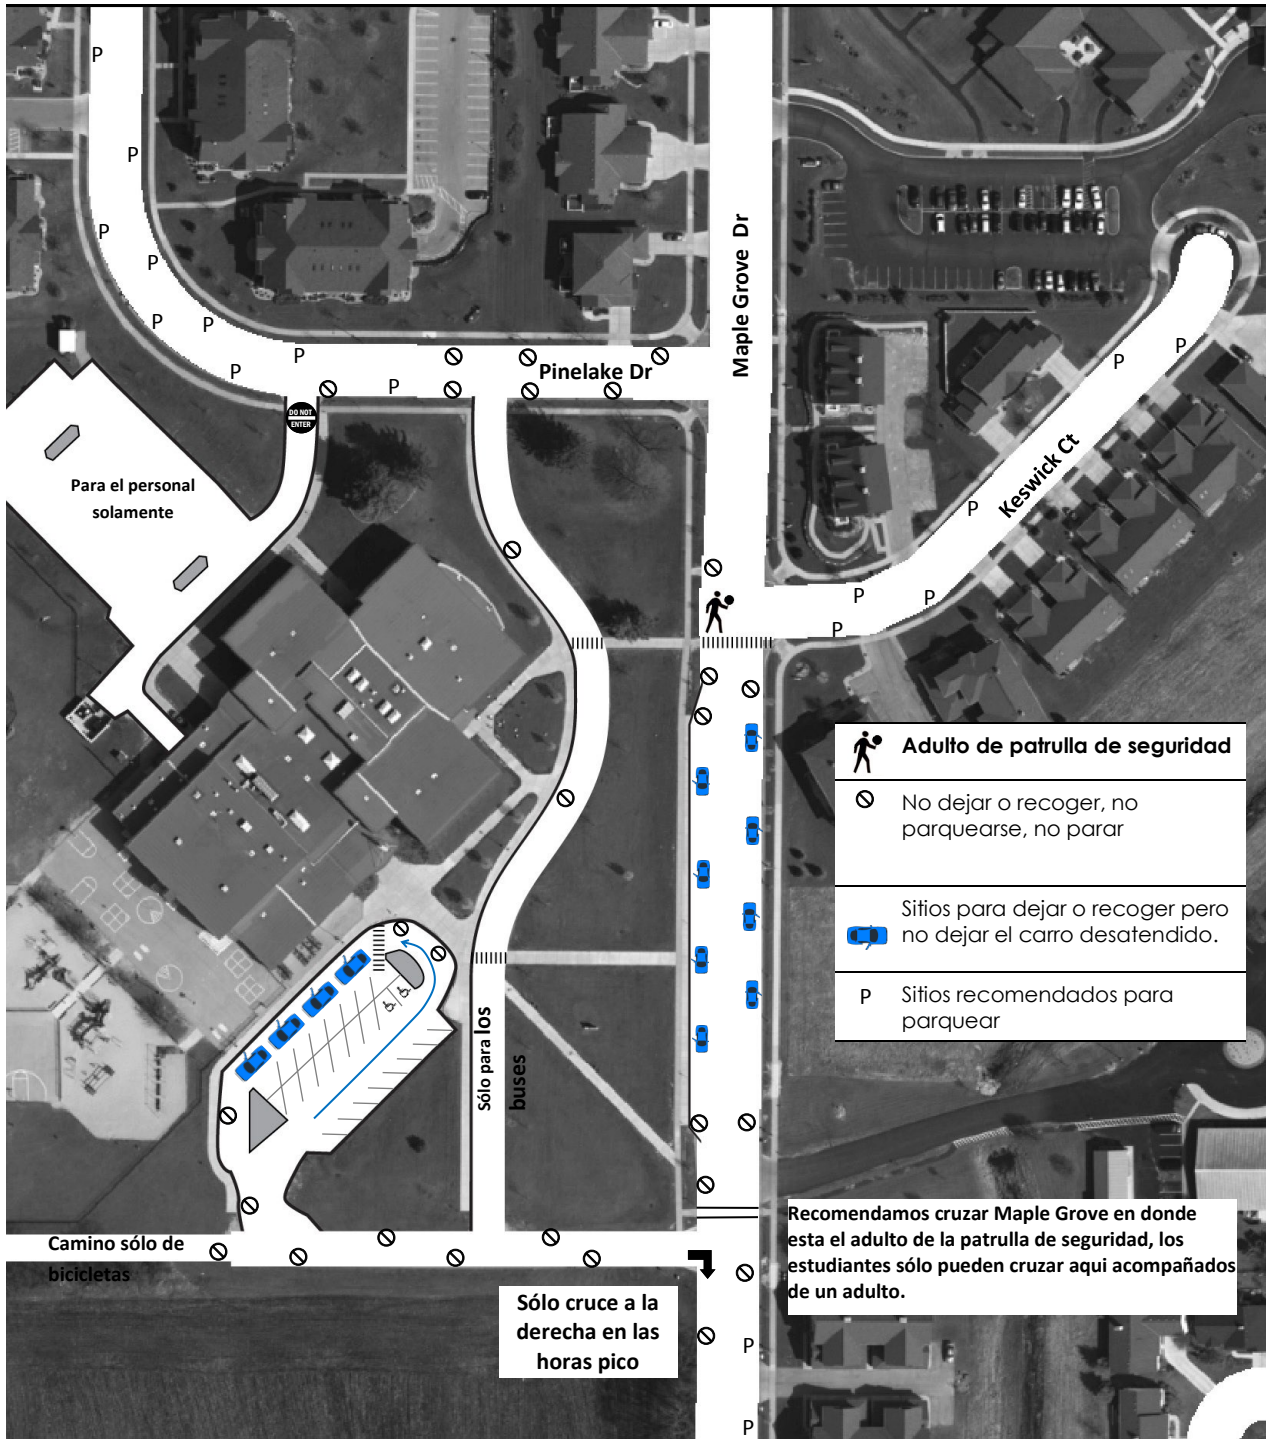 P
P
P
P
P
P
P
P
P
P
Pinelake Dr
Maple Grove Dr
DO NOT
ENTER
Para el personal
solamente
P
P
P
Keswick Ct
P
P
P
Adulto de patrulla de seguridad
No dejar o recoger, no
parquearse, no parar
Sitios para dejar o recoger pero
no dejar el carro desatendido.
P Sitios recomendados para
parquear
Sólo para los
buses
Camino sólo de
bicicletas
Recomendamos cruzar Maple Grove en donde
esta el adulto de la patrulla de seguridad, los
estudiantes sólo pueden cruzar aqui acompañados
de un adulto.
Sólo cruce a la
derecha en las
horas pico
P
P